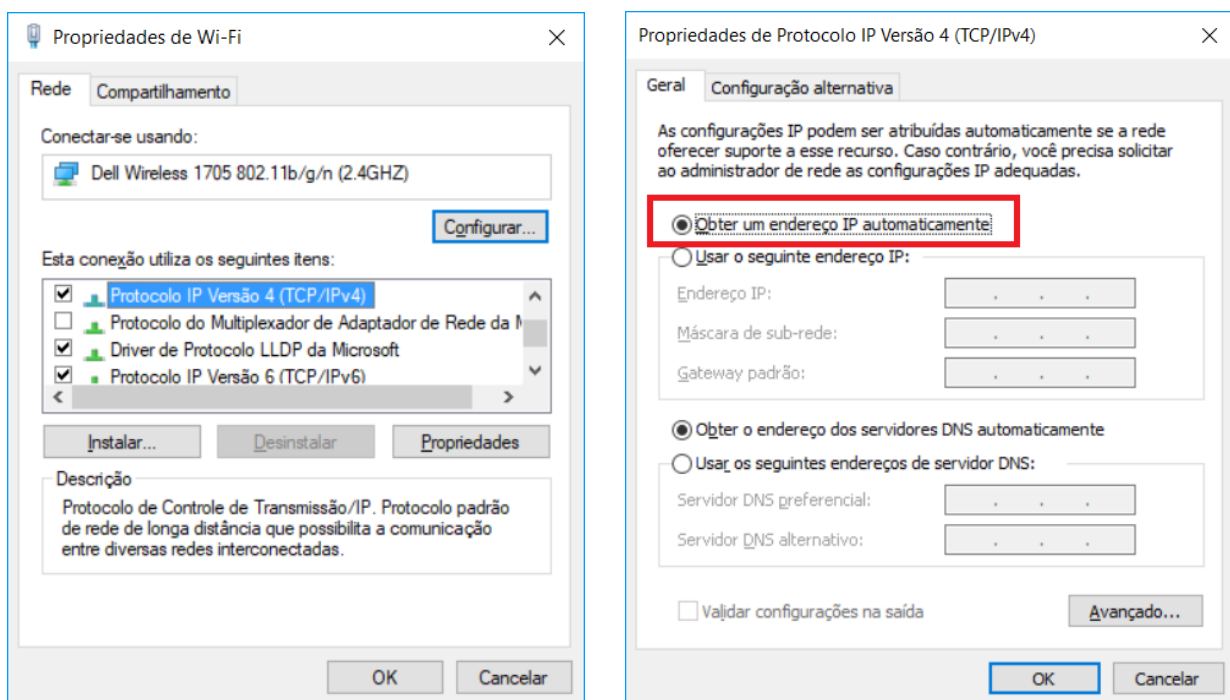 Propriedades de Wi-Fi
Rede
Compartilhamento
Conectar-se usando:
Dell Wireless 1705 802.11b/g/n (2.4GHZ)
Configurar...
Esta conexão utiliza os seguintes itens:
Protocolo IP Versão 4 (TCP/IPv4)
Protocolo do Multiplexador de Adaptador de Rede da
Driver de Protocolo LLDP da Microsoft
Protocolo IP Versão 6 (TCP/IPv6)
Instalar...
Desinstalar
Propriedades
Descrição
Protocolo de Controle de Transmissão/IP. Protocolo padrão
de rede de longa distância que possibilita a comunicação
entre diversas redes interconectadas.
OK
Cancelar
Propriedades de Protocolo IP Versão 4 (TCP/IPv4)
Geral
Configuração alternativa
As configurações IP podem ser atribuídas automaticamente se a rede
oferecer suporte a esse recurso. Caso contrário, você precisa solicitar
ao administrador de rede as configurações IP adequadas.
Obter um endereço IP automaticamente
Usar o seguinte endereço IP:
Endereço IP:
Máscara de sub-rede:
Gateway padrão:
Obter o endereço dos servidores DNS automaticamente
Usar os seguintes endereços de servidor DNS:
Servidor DNS preferencial:
Servidor DNS alternativo:
Validar configurações na saída
Avançado...
OK
Cancelar